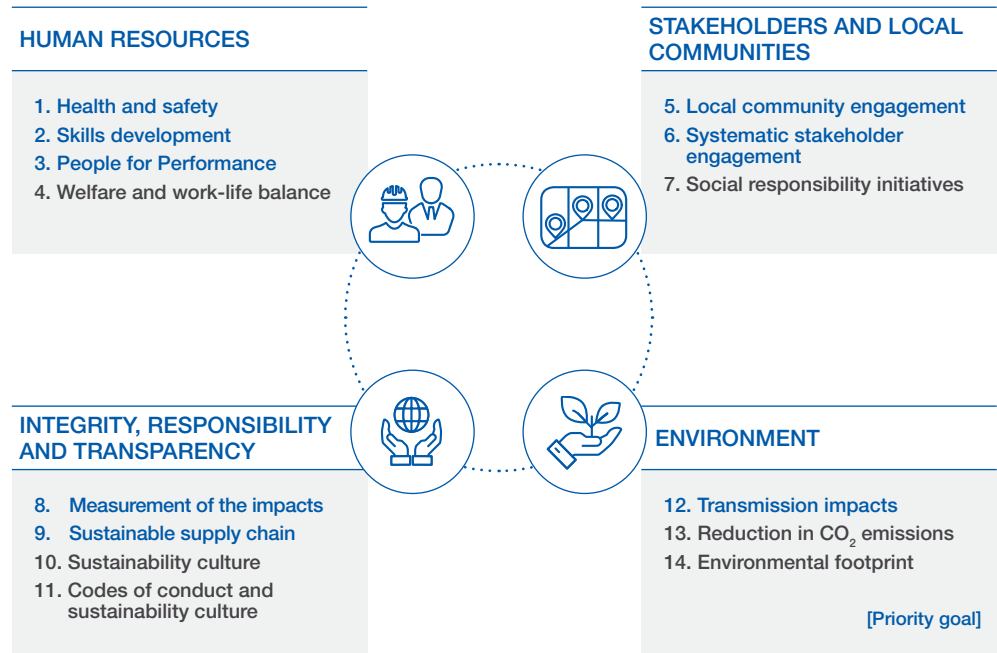 HUMAN RESOURCES
1. Health and safety
2. Skills development
3. People for Performance
4. Welfare and work-life balance
STAKEHOLDERS AND LOCAL
COMMUNITIES
5. Local community engagement
6. Systematic stakeholder
engagement
7. Social responsibility initiatives
INTEGRITY, RESPONSIBILITY
AND TRANSPARENCY
8. Measurement of the impacts
9. Sustainable supply chain
10. Sustainability culture
11. Codes of conduct and
sustainability culture
ENVIRONMENT
12. Transmission impacts
13. Reduction in CO₂ emissions
14. Environmental footprint
[Priority goal]